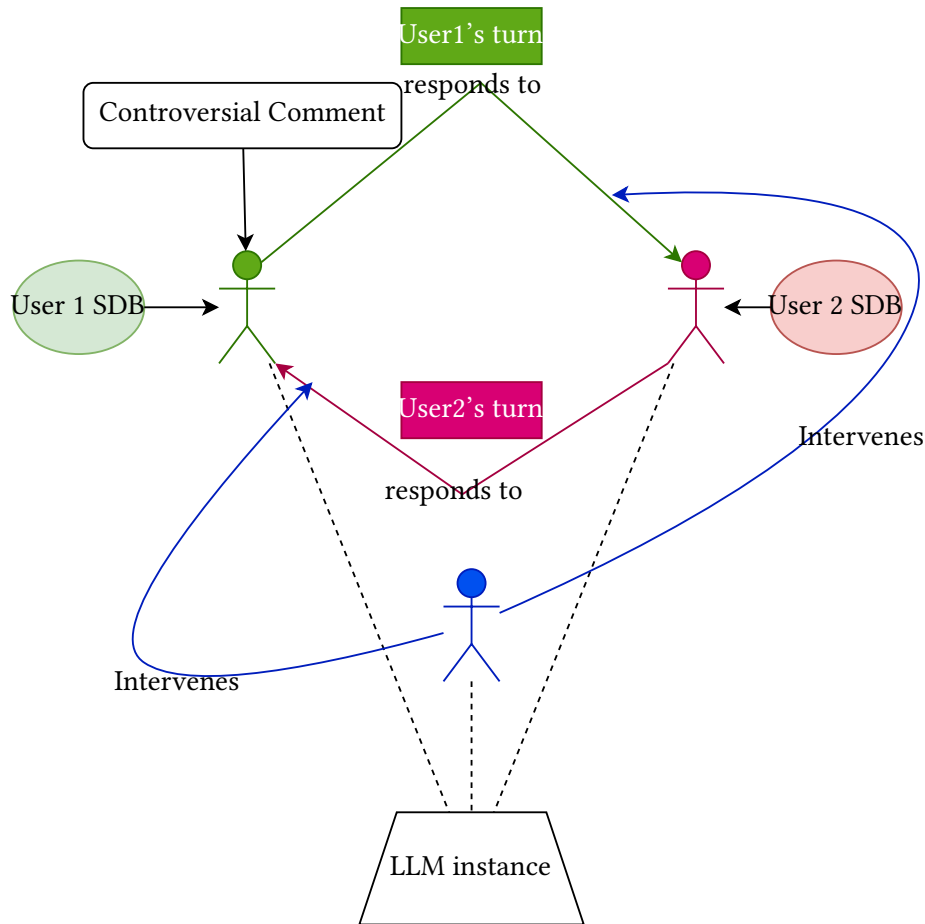 User1's turn
responds to
Controversial Comment
User 1 SDB
User 2 SDB
User2's turn
Intervenes
responds to
Intervenes
LLM instance